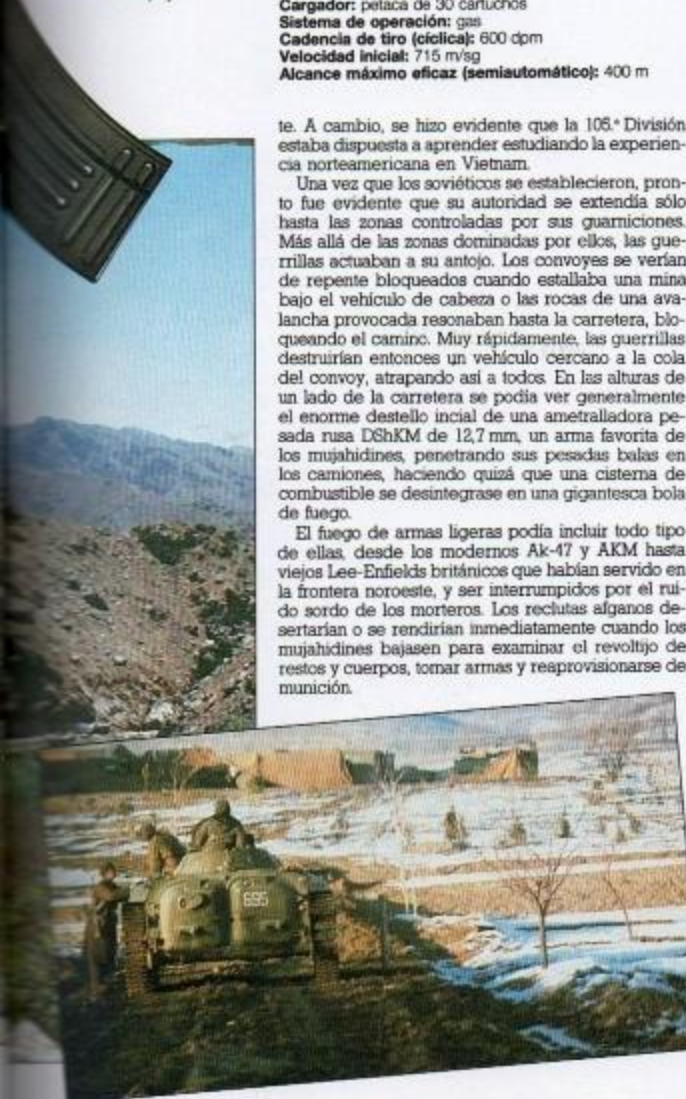 Cargador: petaca de 30 cartuchos
Sistema de operación: gas
Cadencia de tiro (cíclica): 600 dpm
Velocidad inicial: 715 m/sg
Alcance máximo eficaz (semiautomático): 400 m
te. A cambio, se hizo evidente que la 105.ª División
estaba dispuesta a aprender estudiando la experien-
cia norteamericana en Vietnam.
Una vez que los soviéticos se establecieron, pron-
to fue evidente que su autoridad se extendía sólo
hasta las zonas controladas por sus guarniciones.
Más allá de las zonas dominadas por ellos, las gue-
rrillas actuaban a su antojo. Los convoyes se verían
de repente bloqueados cuando estallaba una mina
bajo el vehículo de cabeza o las rocas de una ava-
lancha provocada resonaban hasta la carretera, blo-
queando el camino. Muy rápidamente, las guerrillas
destruirían entonces un vehículo cercano a la cola
del convoy, atrapando así a todos. En las alturas de
un lado de la carretera se podía ver generalmente
el enorme destello incial de una ametralladora pe-
sada rusa DShKM de 12,7 mm, un arma favorita de
los mujahidines, penetrando sus pesadas balas en
los camiones, haciendo quizá que una cisterna de
combustible se desintegrase en una gigantesca bola
de fuego.
El fuego de armas ligeras podía incluir todo tipo
de ellas, desde los modernos Ak-47 y AKM hasta
viejos Lee-Enfields británicos que habían servido en
la frontera noroeste, y ser interrumpidos por el rui-
do sordo de los morteros. Los reclutas afganos de-
sertarían o se rendirían inmediatamente cuando los
mujahidines bajasen para examinar el revoltijo de
restos y cuerpos, tomar armas y reaprovisionarse de
munición.